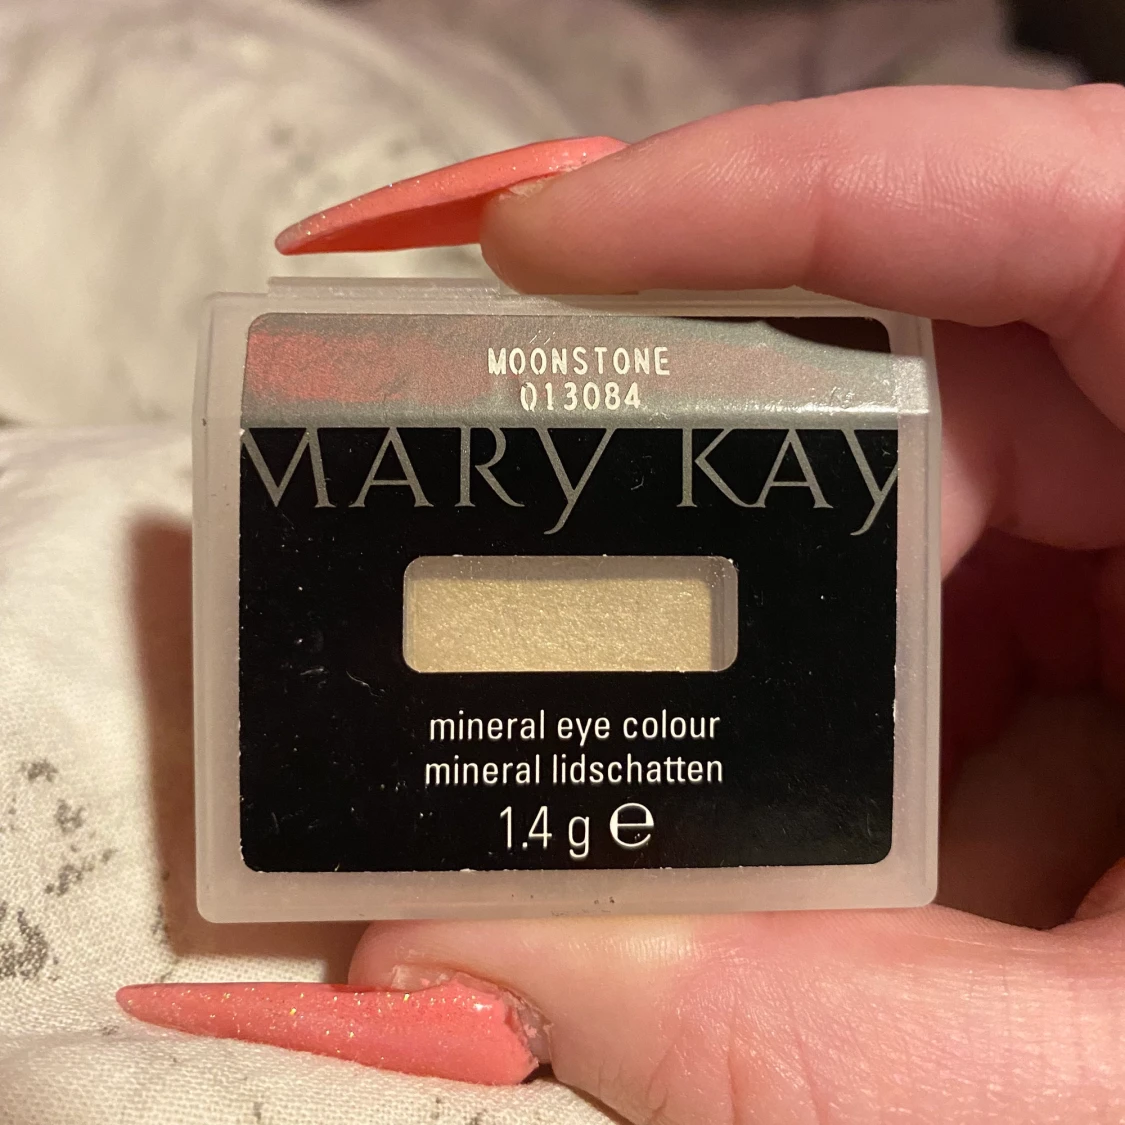 MOONSTONE
013084
MARY KAY
mineral eye colour
mineral lidschatten
1.4 g ℮